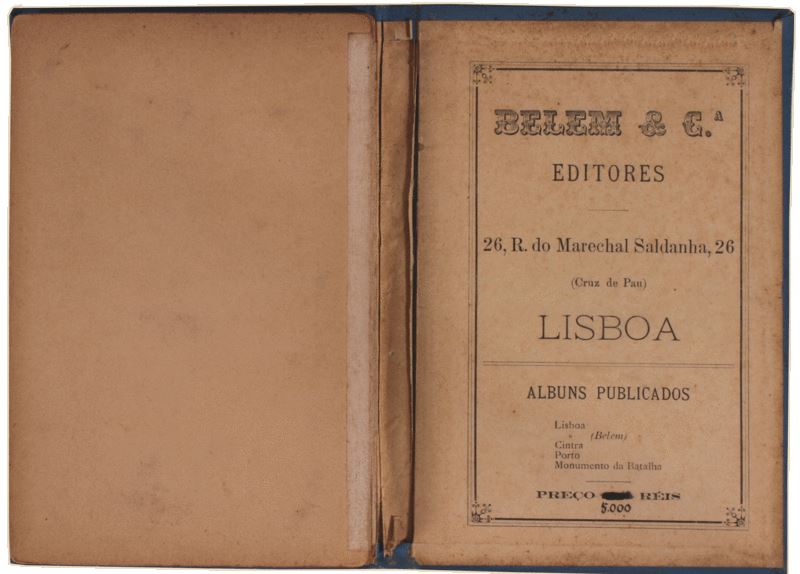 BELEM & C.ª
EDITORES
26, R. do Marechal Saldanha, 26
(Cruz de Pau)
LISBOA
ALBUNS PUBLICADOS
Lisboa
» (Belem)
Cintra
Porto
Monumento da Batalha
PREÇO RÉIS
5.000